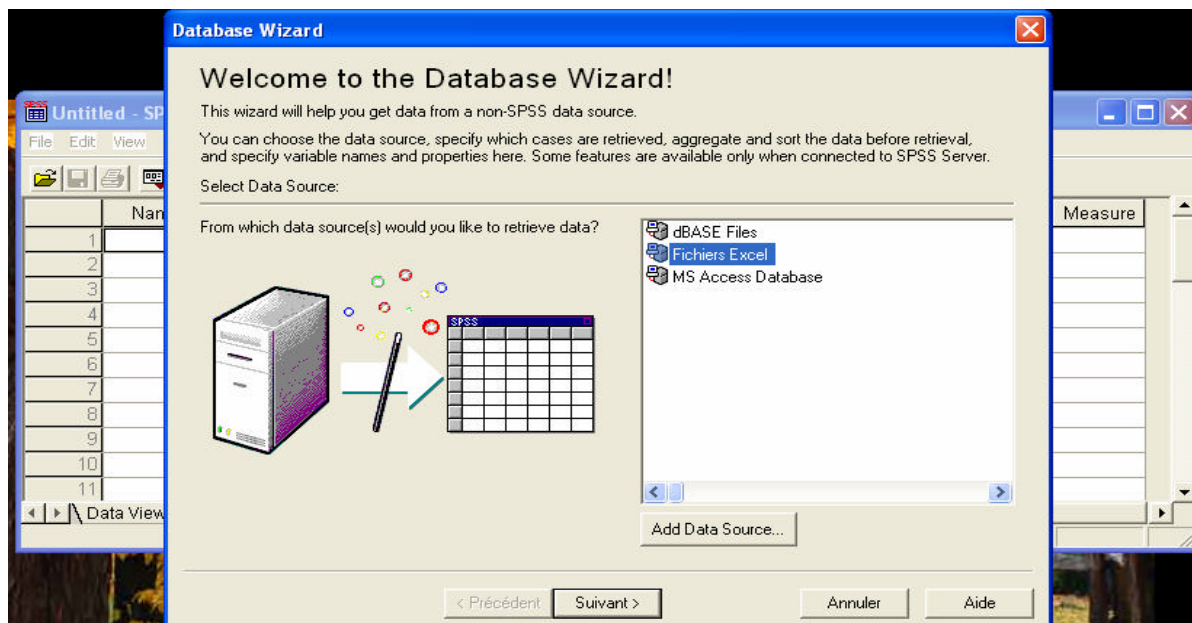 Database Wizard
Welcome to the Database Wizard!
This wizard will help you get data from a non-SPSS data source.
You can choose the data source, specify which cases are retrieved, aggregate and sort the data before retrieval,
and specify variable names and properties here. Some features are available only when connected to SPSS Server.
Select Data Source:
From which data source(s) would you like to retrieve data?
dBASE Files
Fichiers Excel
MS Access Database
SPSS
Add Data Source...
< Précédent
Suivant >
Annuler
Aide
SPSS
Untitled - SP
File Edit View
Nan
Measure
1
2
3
4
5
6
7
8
9
10
11
Data View